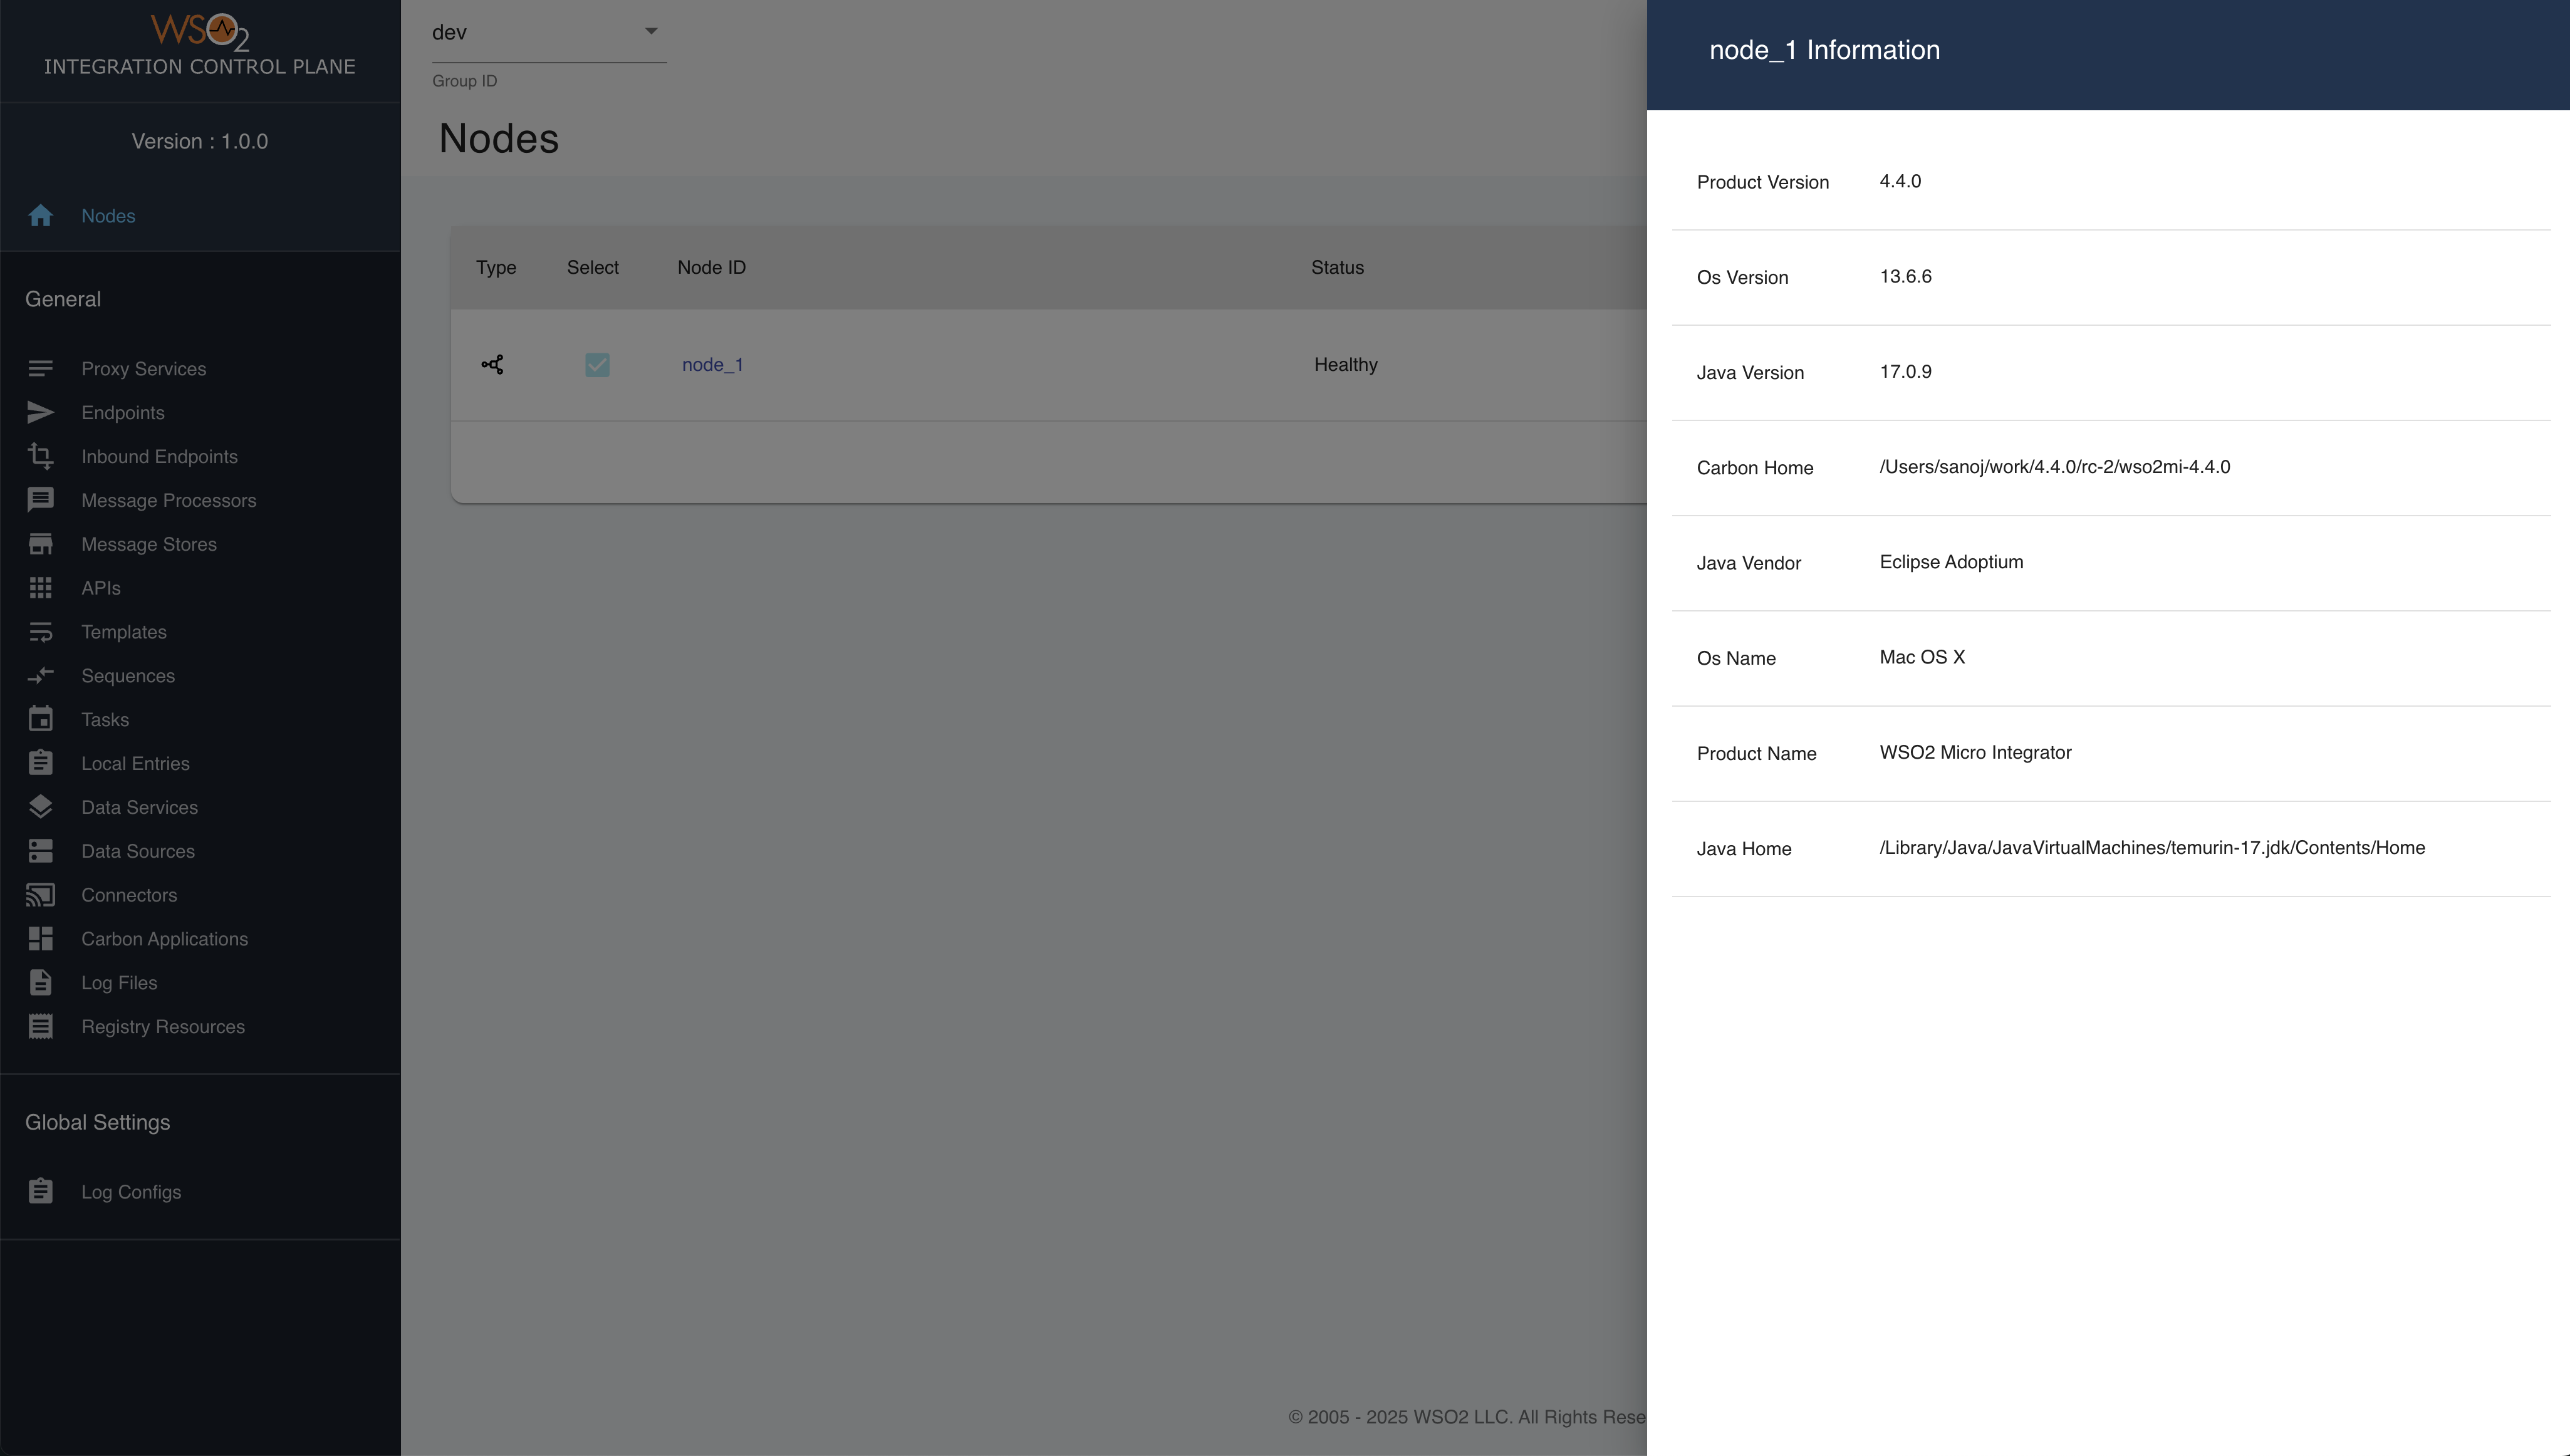 WSO2
INTEGRATION CONTROL PLANE
Version : 1.0.0
Nodes
General
Proxy Services
Endpoints
Inbound Endpoints
Message Processors
Message Stores
APIs
Templates
Sequences
Tasks
Local Entries
Data Services
Data Sources
Connectors
Carbon Applications
Log Files
Registry Resources
Global Settings
Log Configs
dev
Group ID
Nodes
Type Select Node ID Status
node_1 Healthy
© 2005 - 2025 WSO2 LLC. All Rights Rese
node_1 Information
Product Version 4.4.0
Os Version 13.6.6
Java Version 17.0.9
Carbon Home /Users/sanoj/work/4.4.0/rc-2/wso2mi-4.4.0
Java Vendor Eclipse Adoptium
Os Name Mac OS X
Product Name WSO2 Micro Integrator
Java Home /Library/Java/JavaVirtualMachines/temurin-17.jdk/Contents/Home